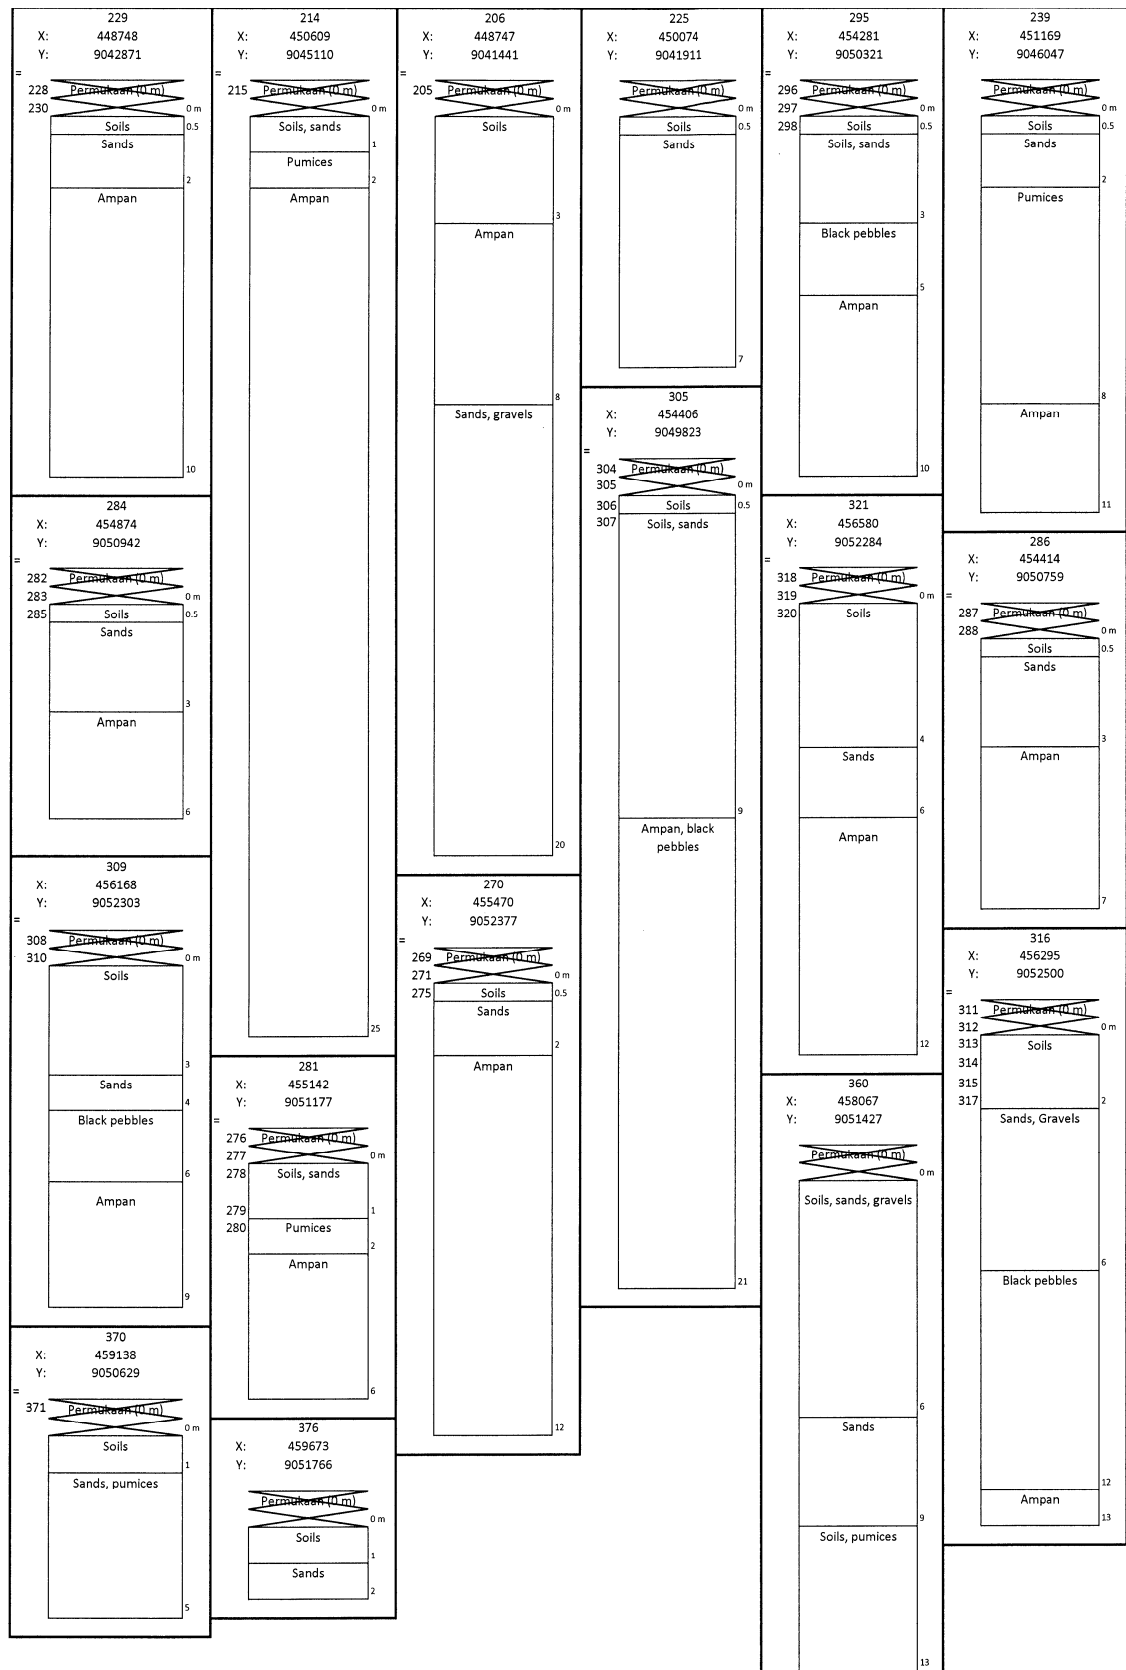 229
X: 448748
Y: 9042871
=
228 Permukaan (0 m)
230 0 m
Soils 0.5
Sands
2
Ampan
10
284
X: 454874
Y: 9050942
=
282 Permukaan (0 m)
283 0 m
285 Soils 0.5
Sands
3
Ampan
6
309
X: 456168
Y: 9052303
=
308 Permukaan (0 m)
310 0 m
Soils
3
Sands
4
Black pebbles
6
Ampan
9
370
X: 459138
Y: 9050629
=
371 Permukaan (0 m)
0 m
Soils
1
Sands, pumices
5
214
X: 450609
Y: 9045110
=
215 Permukaan (0 m)
0 m
Soils, sands
1
Pumices
2
Ampan
25
281
X: 455142
Y: 9051177
=
276 Permukaan (0 m)
277 0 m
278 Soils, sands
279 1
280 Pumices
2
Ampan
6
376
X: 459673
Y: 9051766
Permukaan (0 m)
0 m
Soils
1
Sands
2
206
X: 448747
Y: 9041441
=
205 Permukaan (0 m)
0 m
Soils
3
Ampan
8
Sands, gravels
20
270
X: 455470
Y: 9052377
=
269 Permukaan (0 m)
271 0 m
275 Soils 0.5
Sands
2
Ampan
12
225
X: 450074
Y: 9041911
Permukaan (0 m)
0 m
Soils 0.5
Sands
7
305
X: 454406
Y: 9049823
=
304 Permukaan (0 m)
305 0 m
306 Soils 0.5
307 Soils, sands
9
Ampan, black
pebbles
21
295
X: 454281
Y: 9050321
=
296 Permukaan (0 m)
297 0 m
298 Soils 0.5
Soils, sands
3
Black pebbles
5
Ampan
10
321
X: 456580
Y: 9052284
=
318 Permukaan (0 m)
319 0 m
320 Soils
4
Sands
6
Ampan
12
360
X: 458067
Y: 9051427
Permukaan (0 m)
0 m
Soils, sands, gravels
6
Sands
9
Soils, pumices
13
239
X: 451169
Y: 9046047
Permukaan (0 m)
0 m
Soils 0.5
Sands
2
Pumices
8
Ampan
11
286
X: 454414
Y: 9050759
=
287 Permukaan (0 m)
288 0 m
Soils 0.5
Sands
3
Ampan
7
316
X: 456295
Y: 9052500
=
311 Permukaan (0 m)
312 0 m
313 Soils
314
315
317 2
Sands, Gravels
6
Black pebbles
12
Ampan
13